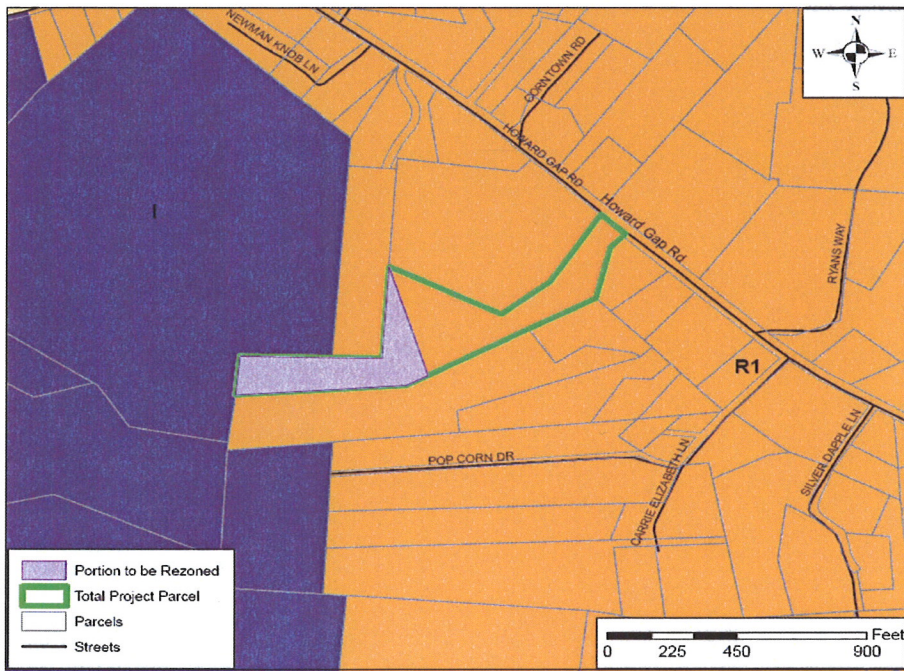 NEWMAN KNOB LN
CORNTOWN RD
N
W E
S
HOWARD GAP RD
Howard Gap Rd
I
RYANS WAY
R1
POP CORN DR
CARRIE ELIZABETH LN
SILVER DAPPLE LN
Portion to be Rezoned
Total Project Parcel
Parcels
Streets
Feet
0 225 450 900